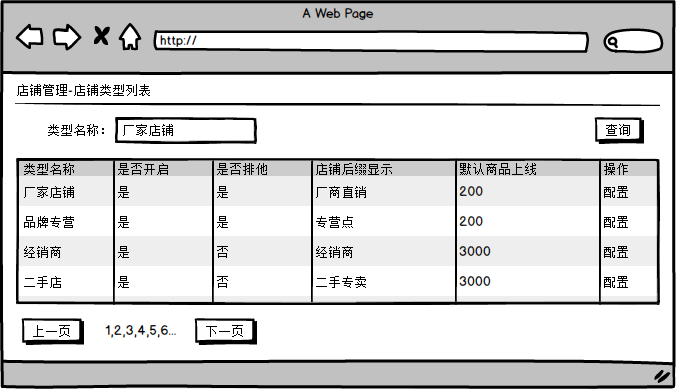 A Web Page
http://
店铺管理-店铺类型列表
类型名称： 厂家店铺 查询
类型名称 是否开启 是否排他 店铺后缀显示 默认商品上线 操作
厂家店铺 是 是 厂商直销 200 配置
品牌专营 是 是 专营点 200 配置
经销商 是 否 经销商 3000 配置
二手店 是 否 二手专卖 3000 配置
上一页 1,2,3,4,5,6... 下一页